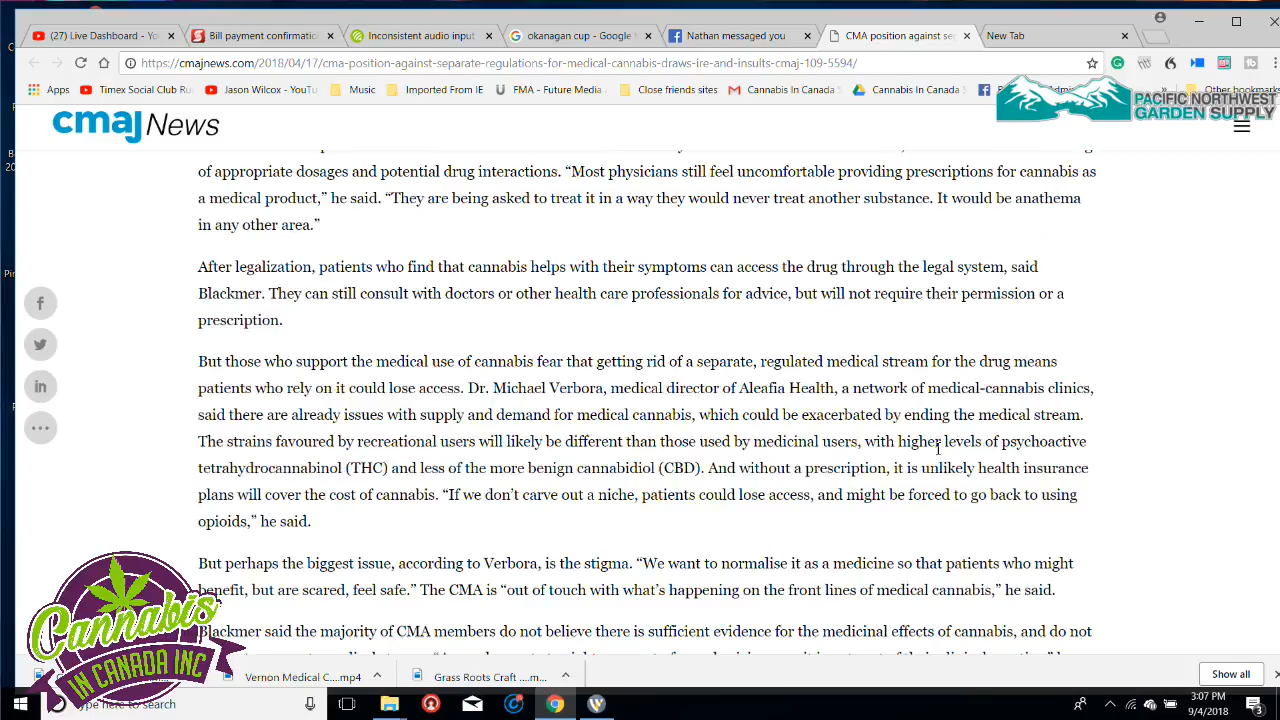 (27) Live Dashboard - Yo
Bill payment confirmation
Inconsistent audio input
okanagan cup - Google
Nathan messaged you
CMA position against se
New Tab
https://cmajnews.com/2018/04/17/cma-position-against-separate-regulations-for-medical-cannabis-draws-ire-and-insults-cmaj-109-5594/
Apps
Timex Social Club Ru
Jason Wilcox - YouTu
Music
Imported From IE
FMA - Future Media
Close friends sites
Cannabis In Canada
Cannabis In Canada S
Other bookmarks
PACIFIC NORTHWEST
GARDEN SUPPLY
cmaj News
of appropriate dosages and potential drug interactions. “Most physicians still feel uncomfortable providing prescriptions for cannabis as
a medical product,” he said. “They are being asked to treat it in a way they would never treat another substance. It would be anathema
in any other area.”
After legalization, patients who find that cannabis helps with their symptoms can access the drug through the legal system, said
Blackmer. They can still consult with doctors or other health care professionals for advice, but will not require their permission or a
prescription.
But those who support the medical use of cannabis fear that getting rid of a separate, regulated medical stream for the drug means
patients who rely on it could lose access. Dr. Michael Verbora, medical director of Aleafia Health, a network of medical-cannabis clinics,
said there are already issues with supply and demand for medical cannabis, which could be exacerbated by ending the medical stream.
The strains favoured by recreational users will likely be different than those used by medicinal users, with higher levels of psychoactive
tetrahydrocannabinol (THC) and less of the more benign cannabidiol (CBD). And without a prescription, it is unlikely health insurance
plans will cover the cost of cannabis. “If we don’t carve out a niche, patients could lose access, and might be forced to go back to using
opioids,” he said.
But perhaps the biggest issue, according to Verbora, is the stigma. “We want to normalise it as a medicine so that patients who might
benefit, but are scared, feel safe.” The CMA is “out of touch with what’s happening on the front lines of medical cannabis,” he said.
Blackmer said the majority of CMA members do not believe there is sufficient evidence for the medicinal effects of cannabis, and do not
Cannabis
IN CANADA INC
Vernon Medical C....mp4
Grass Roots Craft ....m...
Show all
here to search
3:07 PM
9/4/2018
3